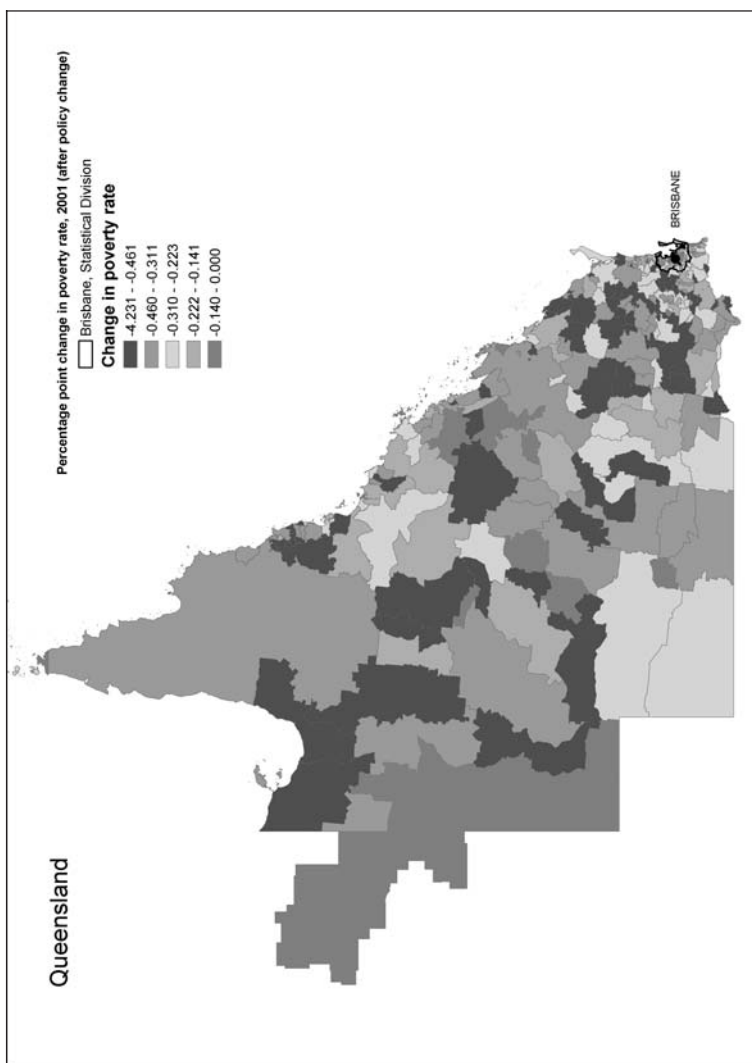 Queensland
Percentage point change in poverty rate, 2001 (after policy change)
Brisbane, Statistical Division
Change in poverty rate
-4.231 - -0.461
-0.460 - -0.311
-0.310 - -0.223
-0.222 - -0.141
-0.140 - 0.000
BRISBANE